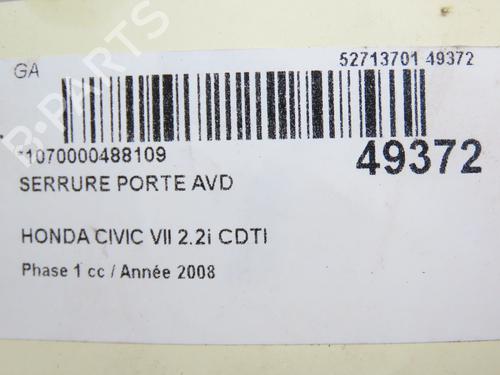 GA
52713701 49372
1070000488109
49372
SERRURE PORTE AVD
HONDA CIVIC VII 2.2i CDTI
Phase 1 cc / Année 2008
B-PARTS